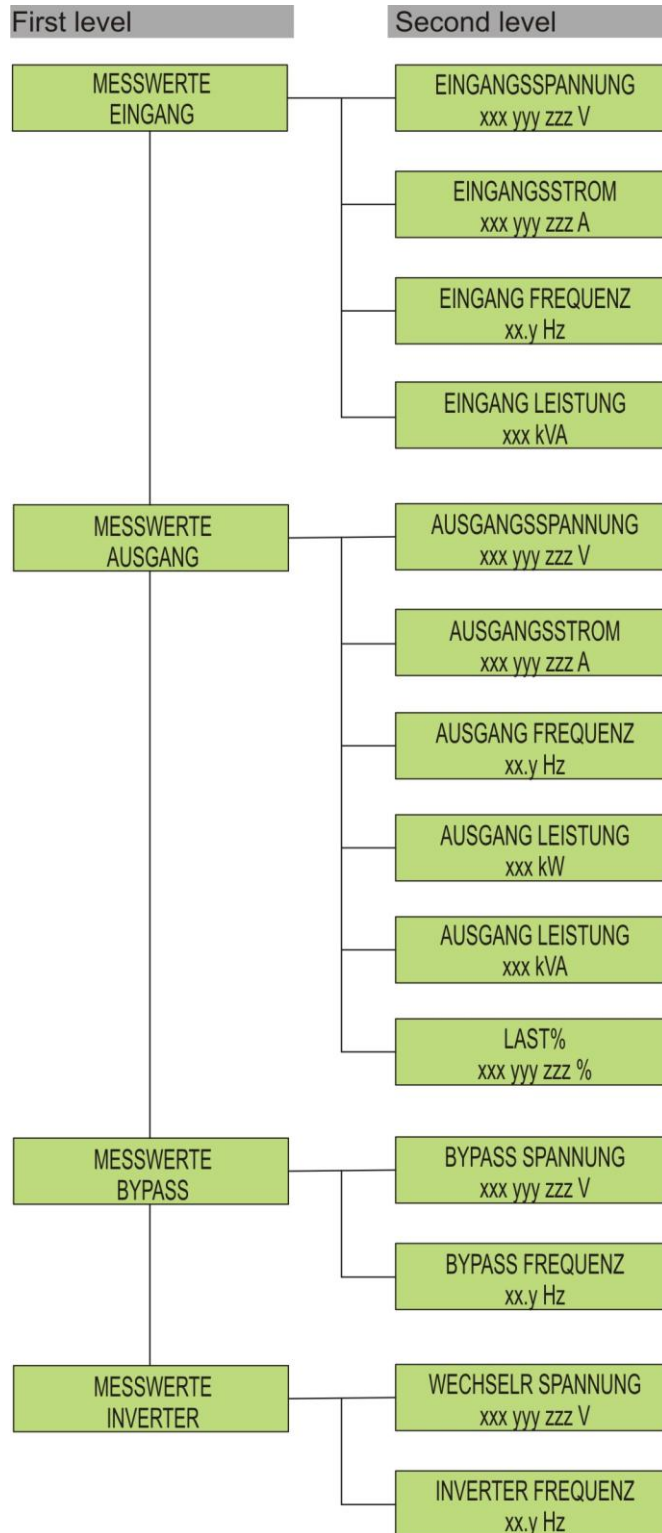 First level
Second level
MESSWERTE
EINGANG
EINGANGSSPANNUNG
xxx yyy zzz V
EINGANGSSTROM
xxx yyy zzz A
EINGANG FREQUENZ
xx.y Hz
EINGANG LEISTUNG
xxx kVA
MESSWERTE
AUSGANG
AUSGANGSSPANNUNG
xxx yyy zzz V
AUSGANGSSTROM
xxx yyy zzz A
AUSGANG FREQUENZ
xx.y Hz
AUSGANG LEISTUNG
xxx kW
AUSGANG LEISTUNG
xxx kVA
LAST%
xxx yyy zzz %
MESSWERTE
BYPASS
BYPASS SPANNUNG
xxx yyy zzz V
BYPASS FREQUENZ
xx.y Hz
MESSWERTE
INVERTER
WECHSELR SPANNUNG
xxx yyy zzz V
INVERTER FREQUENZ
xx.y Hz